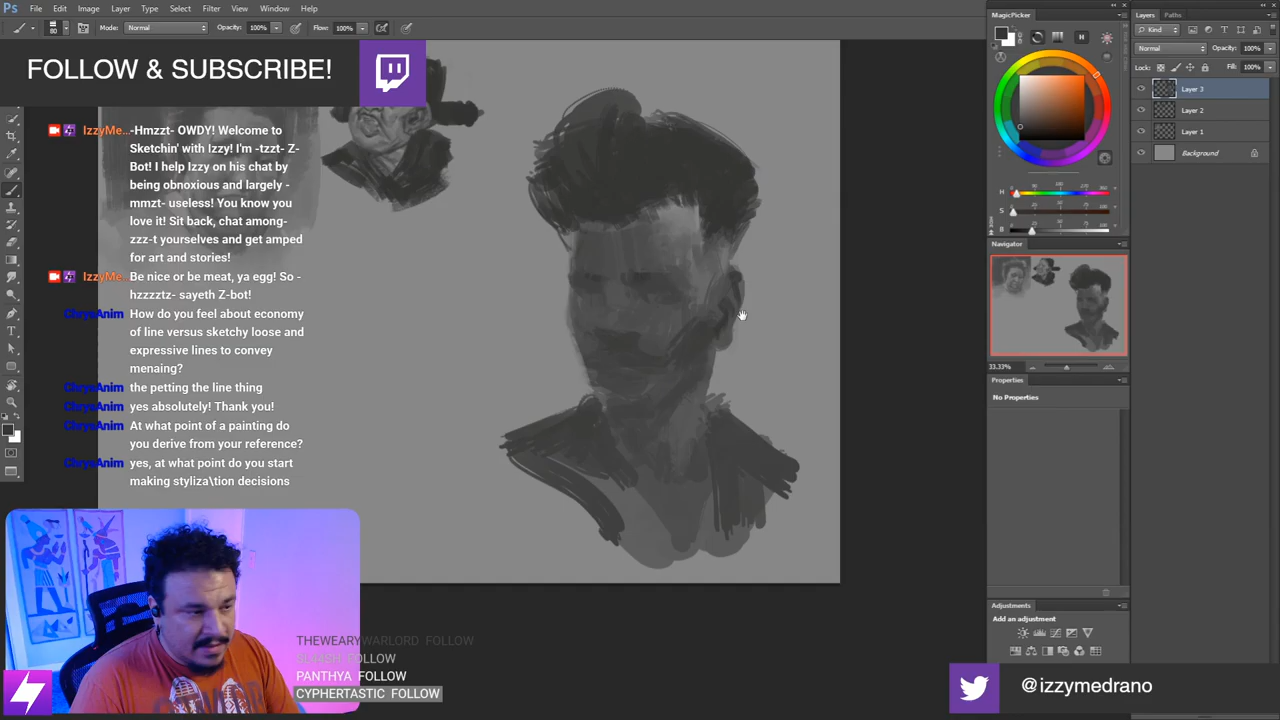 Ps File Edit Image Layer Type Select Filter View Window Help
80 Mode: Normal Opacity: 100% Flow: 100%
FOLLOW & SUBSCRIBE!
IzzyMe... -Hmzzt- OWDY! Welcome to
Sketchin' with Izzy! I'm -tzzt- Z-
Bot! I help Izzy on his chat by
being obnoxious and largely -
mmzt- useless! You know you
love it! Sit back, chat among-
zzz-t yourselves and get amped
for art and stories!
IzzyMe... Be nice or be meat, ya egg! So -
hzzzztz- sayeth Z-bot!
ChrysAnim How do you feel about economy
of line versus sketchy loose and
expressive lines to convey
menaing?
ChrysAnim the petting the line thing
ChrysAnim yes absolutely! Thank you!
ChrysAnim At what point of a painting do
you derive from your reference?
ChrysAnim yes, at what point do you start
making styliza\tion decisions
THEWEARYWARLORD FOLLOW
FOLLOW
PANTHYA FOLLOW
CYPHERTASTIC FOLLOW
MagicPicker
H
H
S
B
Navigator
33.33%
Properties
No Properties
Adjustments
Add an adjustment
Layers Paths
Kind
Normal Opacity: 100%
Lock: Fill: 100%
Layer 3
Layer 2
Layer 1
Background
@izzymedrano